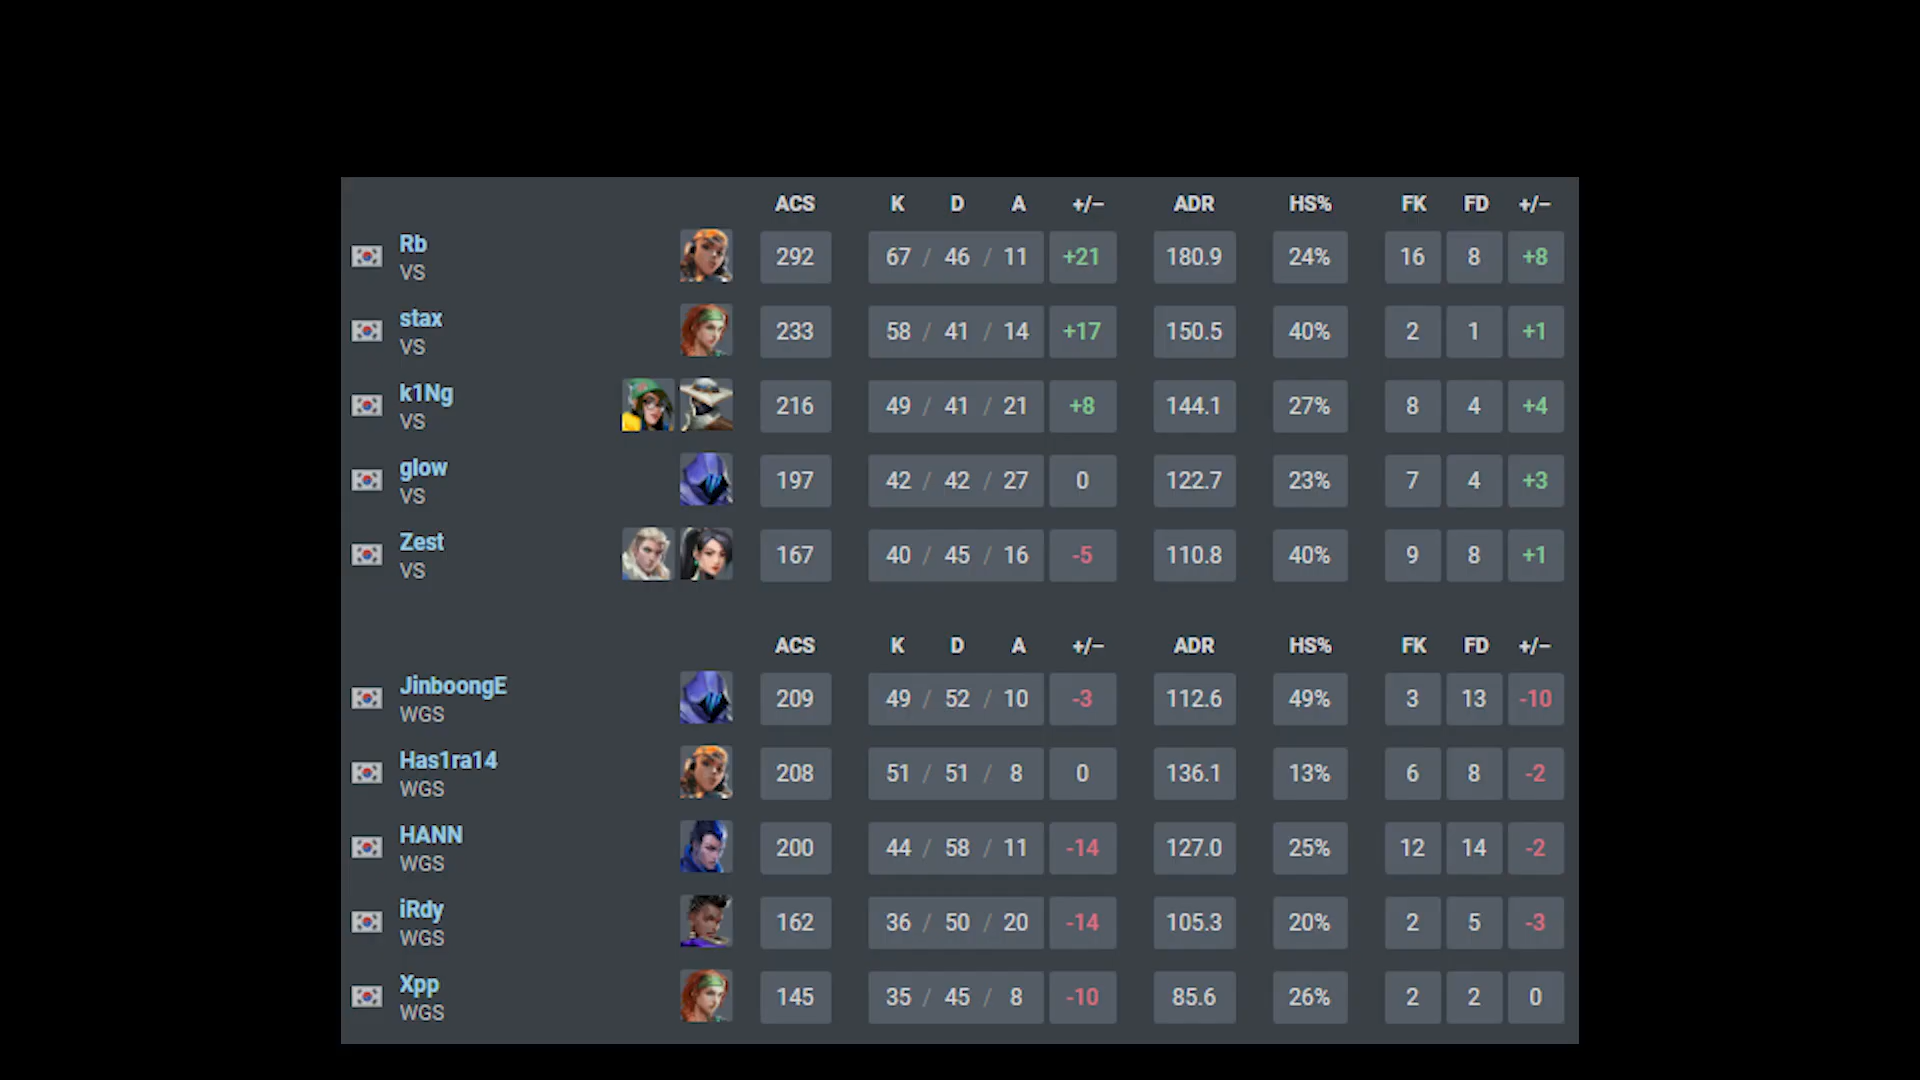 ACS K D A +/– ADR HS% FK FD +/–
Rb 292 67 / 46 / 11 +21 180.9 24% 16 8 +8
VS
stax 233 58 / 41 / 14 +17 150.5 40% 2 1 +1
VS
k1Ng 216 49 / 41 / 21 +8 144.1 27% 8 4 +4
VS
glow 197 42 / 42 / 27 0 122.7 23% 7 4 +3
VS
Zest 167 40 / 45 / 16 -5 110.8 40% 9 8 +1
VS
ACS K D A +/– ADR HS% FK FD +/–
JinboongE 209 49 / 52 / 10 -3 112.6 49% 3 13 -10
WGS
Has1ra14 208 51 / 51 / 8 0 136.1 13% 6 8 -2
WGS
HANN 200 44 / 58 / 11 -14 127.0 25% 12 14 -2
WGS
iRdy 162 36 / 50 / 20 -14 105.3 20% 2 5 -3
WGS
Xpp 145 35 / 45 / 8 -10 85.6 26% 2 2 0
WGS